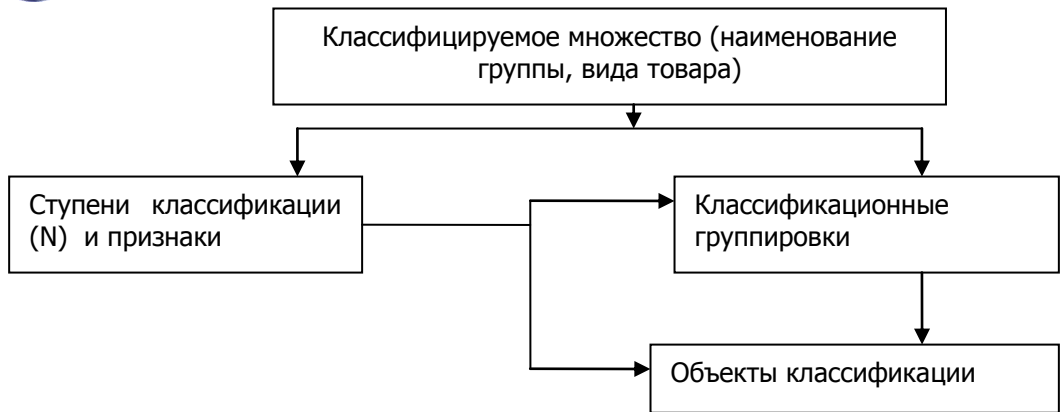 Классифицируемое множество (наименование
группы, вида товара)
Ступени классификации
(N) и признаки
Классификационные
группировки
Объекты классификации